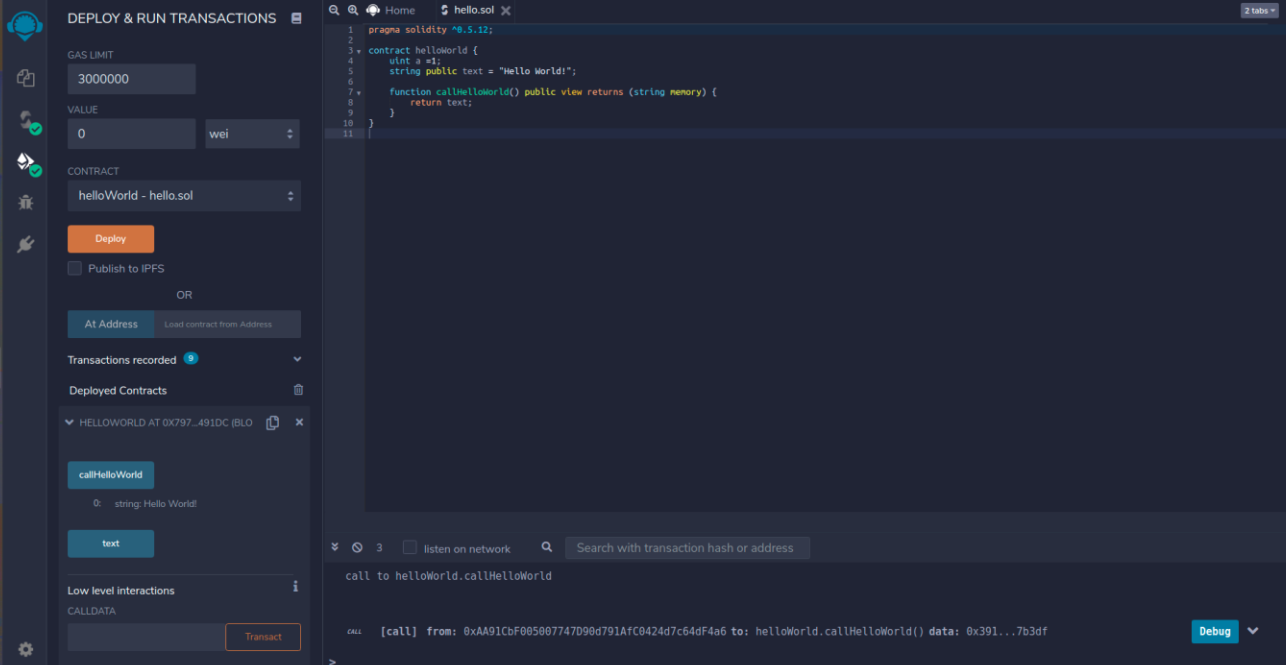 DEPLOY & RUN TRANSACTIONS
GAS LIMIT
3000000
VALUE
0
wei
CONTRACT
helloWorld - hello.sol
Deploy
Publish to IPFS
OR
At Address
Load contract from Address
Transactions recorded 9
Deployed Contracts
HELLOWORLD AT 0X797...491DC (BLO
callHelloWorld
0: string: Hello World!
text
Low level interactions
i
CALLDATA
Transact
Home
hello.sol
2 tabs
1 pragma solidity ^0.5.12;
2
3 contract helloWorld {
4 uint a =1;
5 string public text = "Hello World!";
6
7 function callHelloWorld() public view returns (string memory) {
8 return text;
9 }
10 }
11
3
listen on network
Search with transaction hash or address
call to helloWorld.callHelloWorld
CALL [call] from: 0xAA91CbF005007747D90d791AfC0424d7c64dF4a6 to: helloWorld.callHelloWorld() data: 0x391...7b3df
Debug
>